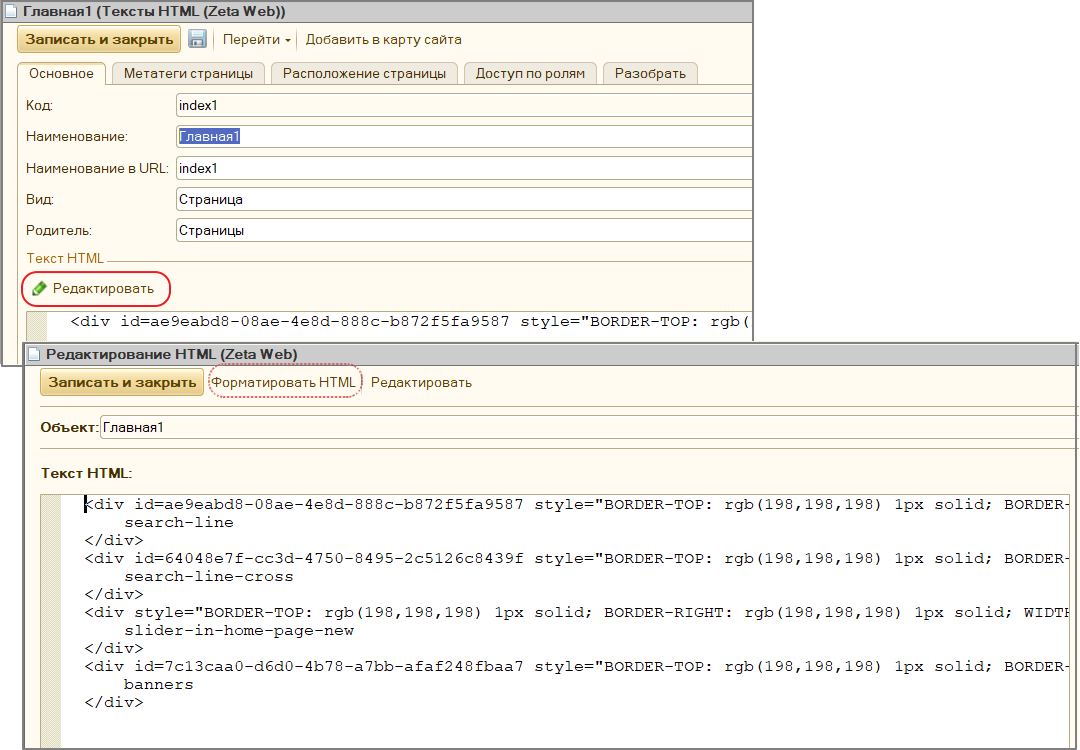 Главная1 (Тексты HTML (Zeta Web))
Записать и закрыть Перейти Добавить в карту сайта
Основное Метатеги страницы Расположение страницы Доступ по ролям Разобрать
Код: index1
Наименование: Главная1
Наименование в URL: index1
Вид: Страница
Родитель: Страницы
Текст HTML
Редактировать
<div id=ae9eabd8-08ae-4e8d-888c-b872f5fa9587 style="BORDER-TOP: rgb(
Редактирование HTML (Zeta Web)
Записать и закрыть Форматировать HTML Редактировать
Объект: Главная1
Текст HTML:
<div id=ae9eabd8-08ae-4e8d-888c-b872f5fa9587 style="BORDER-TOP: rgb(198,198,198) 1px solid; BORDER-
search-line
</div>
<div id=64048e7f-cc3d-4750-8495-2c5126c8439f style="BORDER-TOP: rgb(198,198,198) 1px solid; BORDER-
search-line-cross
</div>
<div style="BORDER-TOP: rgb(198,198,198) 1px solid; BORDER-RIGHT: rgb(198,198,198) 1px solid; WIDTH
slider-in-home-page-new
</div>
<div id=7c13caa0-d6d0-4b78-a7bb-afaf248fbaa7 style="BORDER-TOP: rgb(198,198,198) 1px solid; BORDER-
banners
</div>